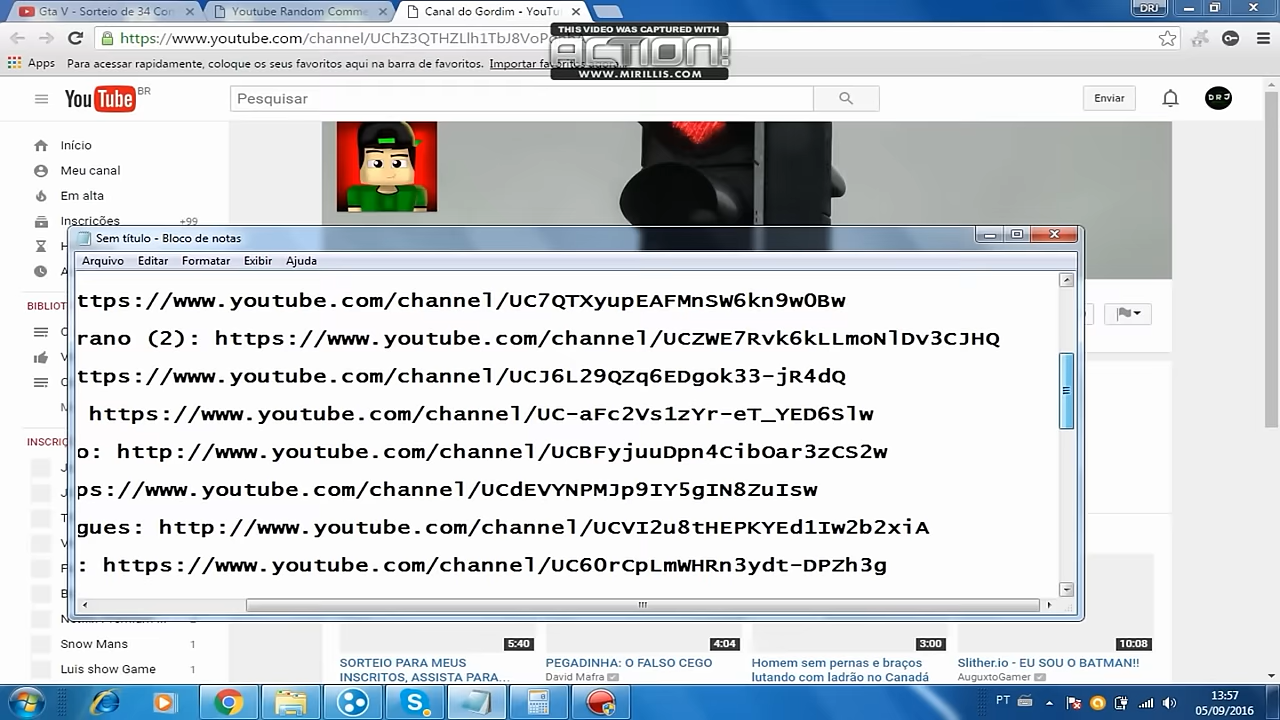 Gta V - Sorteio de 34 Con
Youtube Random Comme
Canal do Gordim - YouTu
DRJ
https://www.youtube.com/channel/
THIS VIDEO WAS CAPTURED WITH
ACTION!
WWW.MIRILLIS.COM
Apps
Para acessar rapidamente, coloque os seus favoritos aqui na barra de favoritos.
Importar favoritos
YouTube BR
Pesquisar
Enviar
DRJ
Início
Meu canal
Em alta
Inscrições +99
Sem título - Bloco de notas
Arquivo Editar Formatar Exibir Ajuda
ttps://www.youtube.com/channel/UC7QTXyupEAFMnSW6kn9w0Bw
rano (2): https://www.youtube.com/channel/UCZWE7Rvk6kLLmoNlDv3CJHQ
ttps://www.youtube.com/channel/UCJ6L29QZq6EDgok33-jR4dQ
https://www.youtube.com/channel/UC-aFc2Vs1zYr-eT_YED6Slw
o: https://www.youtube.com/channel/UCBFyjuuDpn4CibOar3zCS2w
ps://www.youtube.com/channel/UCdEVYNPMJp9IY5gIN8ZuIsw
gues: http://www.youtube.com/channel/UCVI2u8tHEPKYEd1Iw2b2xiA
: https://www.youtube.com/channel/UC6OrCpLmWHRn3ydt-DPZh3g
BIBLIOT
INSCRIÇ
Snow Mans 1
Luis show Game 1
5:40
4:04
3:00
10:08
SORTEIO PARA MEUS
INSCRITOS, ASSISTA PARA...
PEGADINHA: O FALSO CEGO
David Mafra
Homem sem pernas e braços
lutando com ladrão no Canadá
Slither.io - EU SOU O BATMAN!!
AuguxtoGamer
PT
13:57
05/09/2016